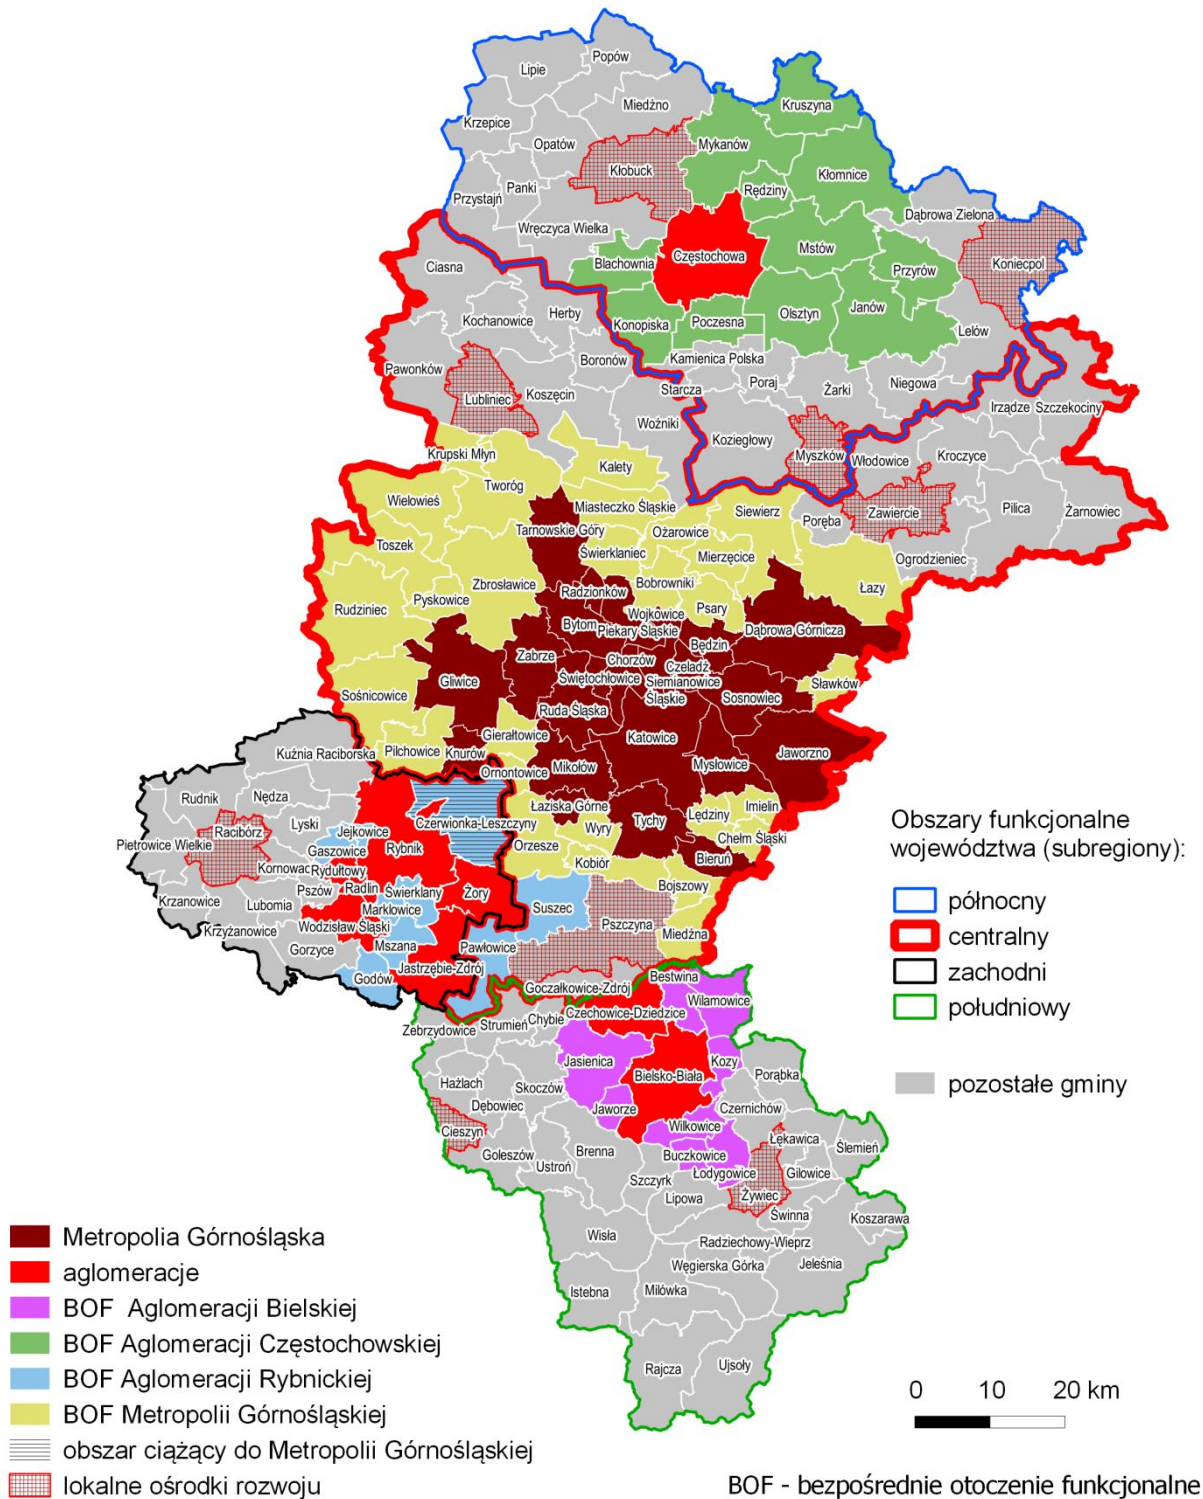 Popów
Lipie
Miedźno
Kruszyna
Krzepice
Opatów
Mykanów
Kłobuck
Kłomnice
Panki
Rędziny
Przystajń
Dąbrowa Zielona
Wręczyca Wielka
Mstów
Częstochowa
Blachownia
Koniecpol
Przyrów
Ciasna
Janów
Olsztyn
Herby
Kochanowice
Konopiska
Poczesna
Lelów
Boronów
Kamienica Polska
Pawonków
Poraj
Niegowa
Żarki
Starcza
Koszęcin
Lubliniec
Irządze
Szczekociny
Woźniki
Koziegłowy
Krupski Młyn
Myszków
Włodowice
Kroczyce
Kalety
Tworóg
Wielowieś
Miasteczko Śląskie
Siewierz
Pilica
Zawiercie
Żarnowiec
Poręba
Tarnowskie Góry
Ożarowice
Toszek
Świerklaniec
Mierzęcice
Ogrodzieniec
Zbrosławice
Bobrowniki
Łazy
Radzionków
Pyskowice
Rudziniec
Psary
Wojkowice
Bytom
Piekary Śląskie
Dąbrowa Górnicza
Będzin
Zabrze
Chorzów
Czeladź
Gliwice
Świętochłowice
Siemianowice
Śląskie
Sławków
Sośnicowice
Sosnowiec
Ruda Śląska
Gierałtowice
Katowice
Kuźnia Raciborska
Pilchowice
Knurów
Jaworzno
Mysłowice
Mikołów
Ornontowice
Rudnik
Nędza
Łaziska Górne
Imielin
Lędziny
Lyski
Czerwionka-Leszczyny
Tychy
Racibórz
Jejkowice
Wyry
Chełm Śląski
Pietrowice Wielkie
Gaszowice
Rybnik
Orzesze
Kobiór
Bieruń
Kornowac
Rydułtowy
Pszów
Radlin
Świerklany
Żory
Bojszowy
Krzanowice
Lubomia
Marklowice
Suszec
Pszczyna
Krzyżanowice
Wodzisław Śląski
Miedźna
Gorzyce
Mszana
Pawłowice
Godów
Jastrzębie-Zdrój
Bestwina
Goczałkowice-Zdrój
Wilamowice
Chybie
Czechowice-Dziedzice
Zebrzydowice
Strumień
Jasienica
Kozy
Bielsko-Biała
Porąbka
Hażlach
Skoczów
Dębowiec
Jaworze
Czernichów
Cieszyn
Wilkowice
Łękawica
Ślemień
Goleszów
Brenna
Buczkowice
Ustroń
Łodygowice
Gilowice
Szczyrk
Lipowa
Żywiec
Świnna
Koszarawa
Wisła
Radziechowy-Wieprz
Węgierska Górka
Jeleśnia
Istebna
Milówka
Rajcza
Ujsoły
Obszary funkcjonalne
województwa (subregiony):
północny
centralny
zachodni
południowy
pozostałe gminy
Metropolia Górnośląska
aglomeracje
BOF Aglomeracji Bielskiej
BOF Aglomeracji Częstochowskiej
BOF Aglomeracji Rybnickiej
BOF Metropolii Górnośląskiej
obszar ciążący do Metropolii Górnośląskiej
lokalne ośrodki rozwoju
0 10 20 km
BOF - bezpośrednie otoczenie funkcjonalne